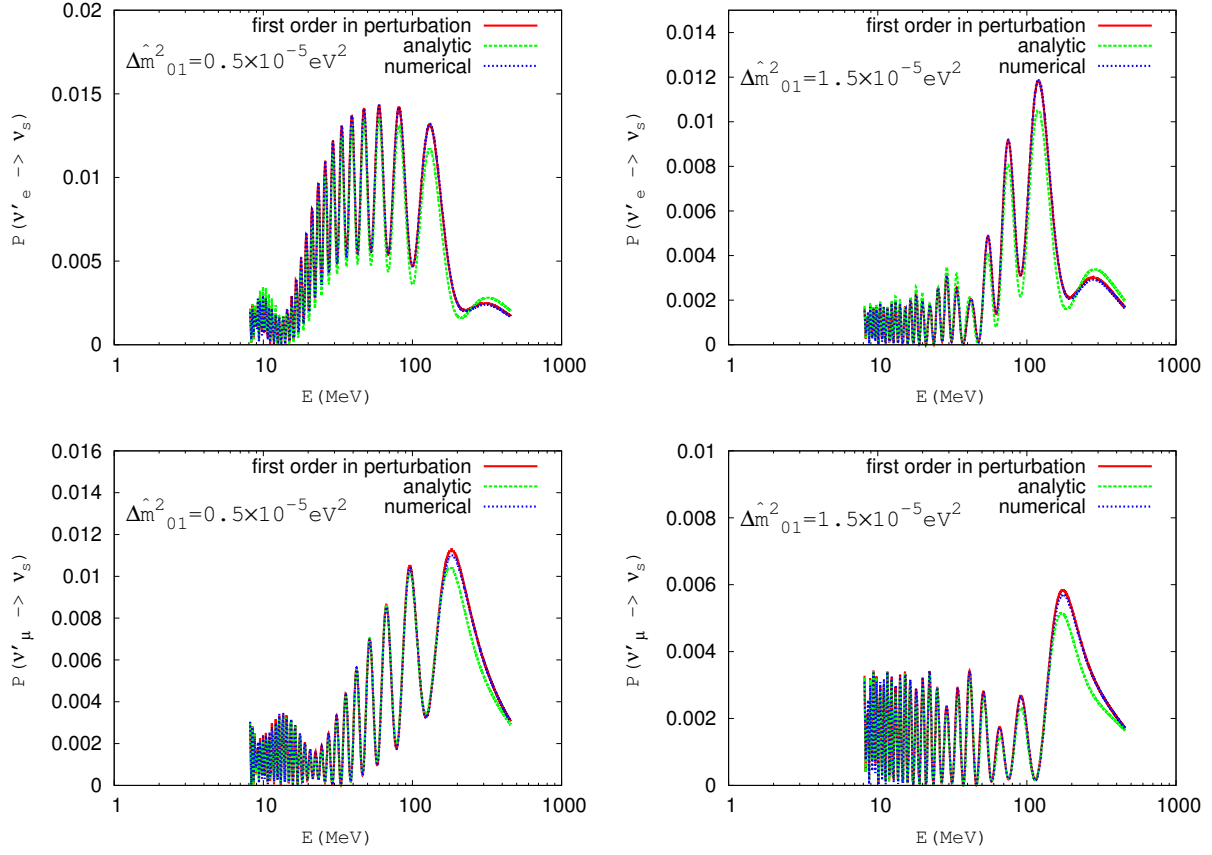 0.02
0.015
0.01
0.005
0
1 10 100 1000
P(ν'e -> νs)
E(MeV)
Δm̂²01=0.5×10⁻⁵eV²
first order in perturbation
analytic
numerical
0.014
0.012
0.01
0.008
0.006
0.004
0.002
0
1 10 100 1000
P(ν'e -> νs)
E(MeV)
Δm̂²01=1.5×10⁻⁵eV²
first order in perturbation
analytic
numerical
0.016
0.014
0.012
0.01
0.008
0.006
0.004
0.002
0
1 10 100 1000
P(ν'μ -> νs)
E(MeV)
Δm̂²01=0.5×10⁻⁵eV²
first order in perturbation
analytic
numerical
0.01
0.008
0.006
0.004
0.002
0
1 10 100 1000
P(ν'μ -> νs)
E(MeV)
Δm̂²01=1.5×10⁻⁵eV²
first order in perturbation
analytic
numerical